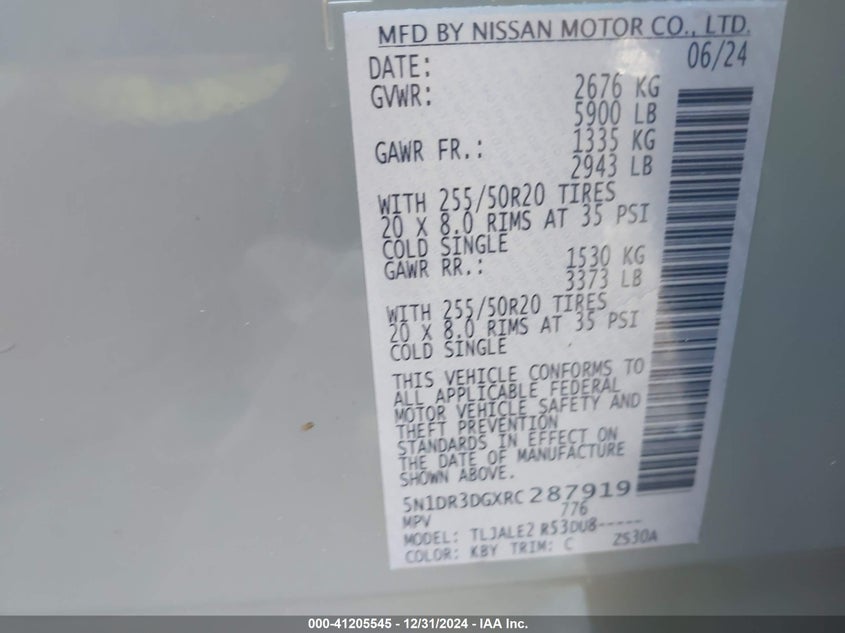 MFD BY NISSAN MOTOR CO., LTD.
DATE: 06/24
GVWR: 2676 KG
5900 LB
GAWR FR.: 1335 KG
2943 LB
WITH 255/50R20 TIRES
20 X 8.0 RIMS AT 35 PSI
COLD SINGLE
GAWR RR.: 1530 KG
3373 LB
WITH 255/50R20 TIRES
20 X 8.0 RIMS AT 35 PSI
COLD SINGLE
THIS VEHICLE CONFORMS TO
ALL APPLICABLE FEDERAL
MOTOR VEHICLE SAFETY AND
THEFT PREVENTION
STANDARDS IN EFFECT ON
THE DATE OF MANUFACTURE
SHOWN ABOVE.
5N1DR3DGXRC287919
MPV 776
MODEL: TLJALE2 R53DU8-----
COLOR: KBY TRIM: C ZS30A
000-41205545 - 12/31/2024 - IAA Inc.